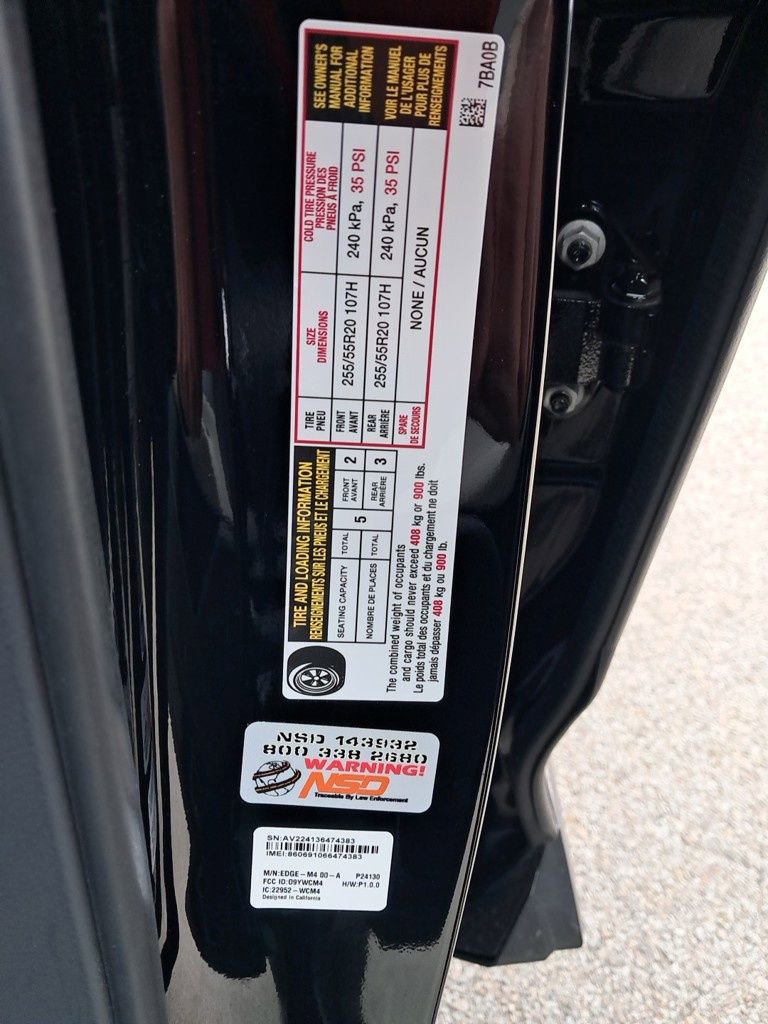 TIRE AND LOADING INFORMATION
RENSEIGNEMENTS SUR LES PNEUS ET LE CHARGEMENT
SEATING CAPACITY TOTAL 5 FRONT AVANT 2
NOMBRE DE PLACES TOTAL REAR ARRIÈRE 3
The combined weight of occupants
and cargo should never exceed 408 kg or 900 lbs.
Le poids total des occupants et du chargement ne doit
jamais dépasser 408 kg ou 900 lb.
TIRE
PNEU
SIZE
DIMENSIONS
COLD TIRE PRESSURE
PRESSION DES
PNEUS À FROID
FRONT
AVANT
255/55R20 107H
240 kPa, 35 PSI
REAR
ARRIÈRE
255/55R20 107H
240 kPa, 35 PSI
SPARE
DE SECOURS
NONE / AUCUN
SEE OWNER'S
MANUAL FOR
ADDITIONAL
INFORMATION
VOIR LE MANUEL
DE L'USAGER
POUR PLUS DE
RENSEIGNEMENTS
7BA0B
NSD 143932
800 338 2680
WARNING!
NSD
Traceable By Law Enforcement
SN:AV224136474383
IMEI:860691066474383
M/N:EDGE-M4 00-A P24130
FCC ID:O9YWCM4 H/W:P1.0.0
IC:22952-WCM4
Designed in California